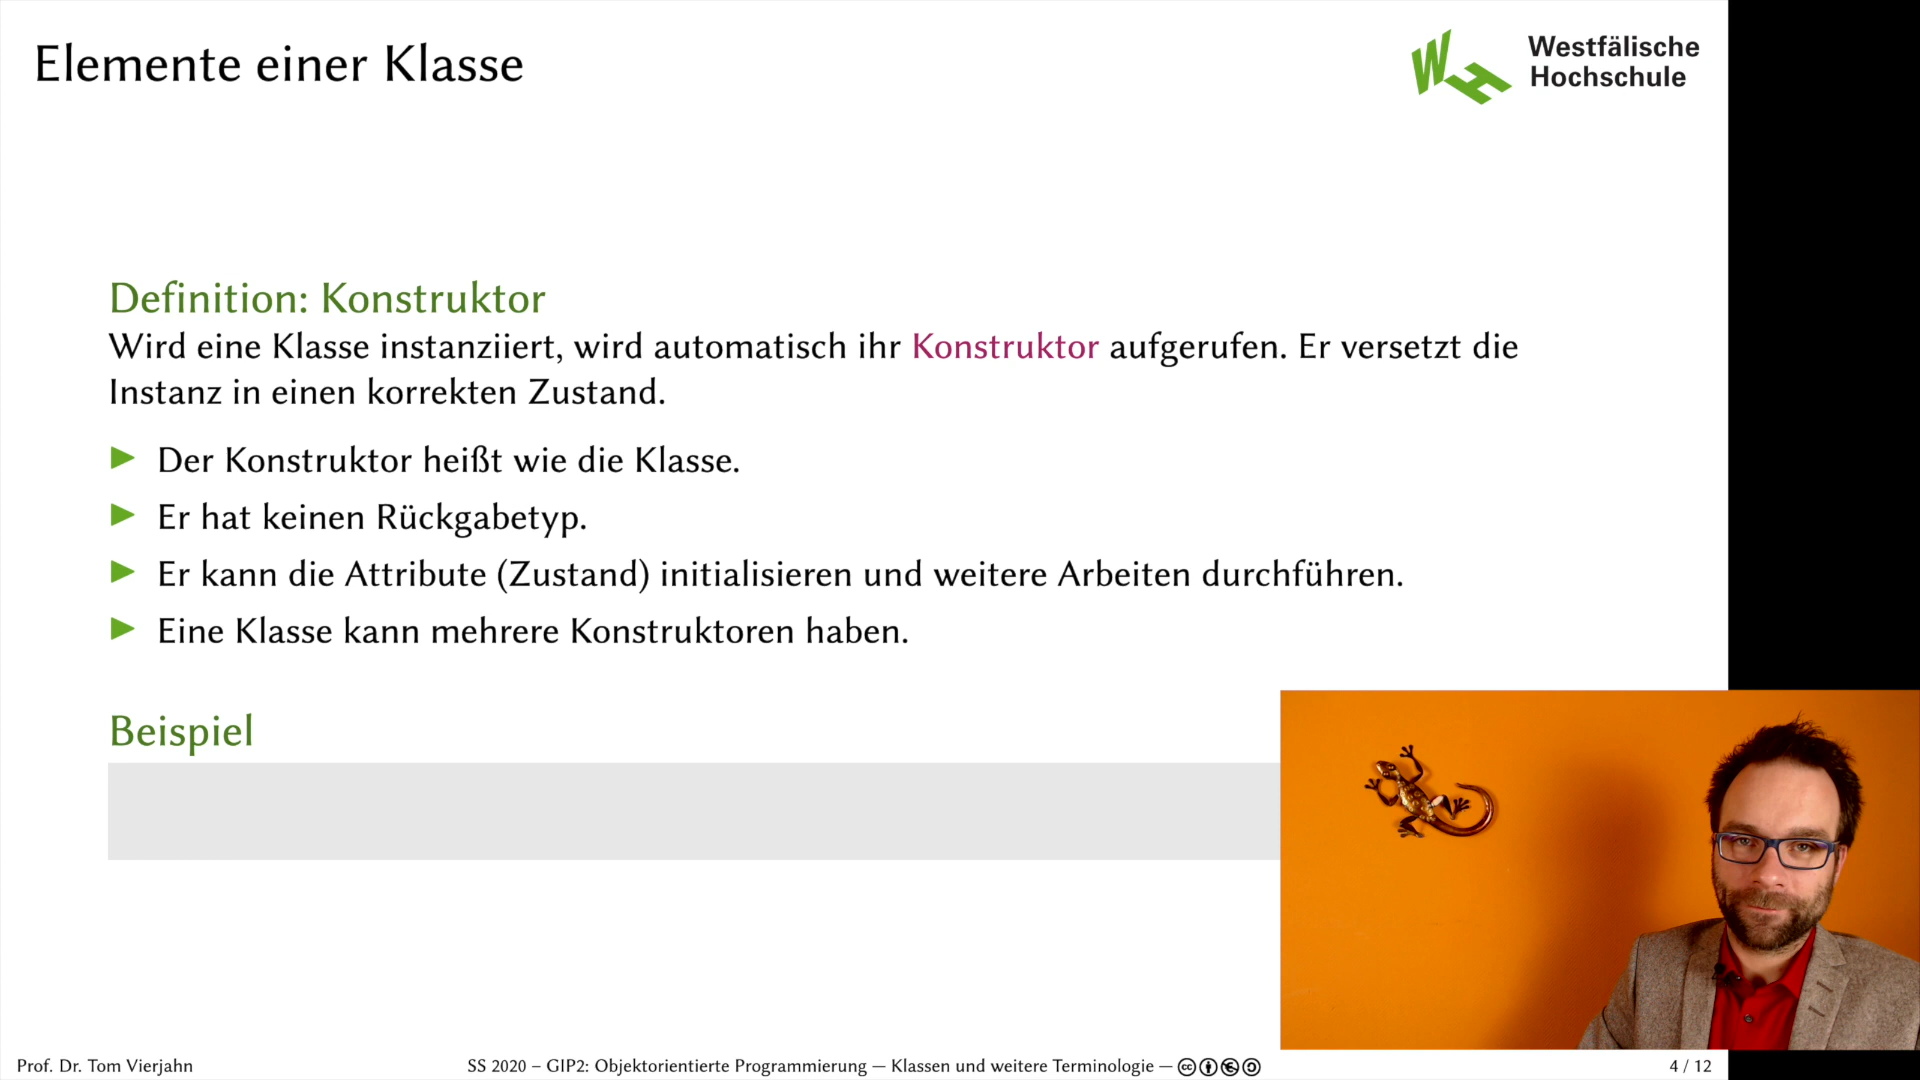 Elemente einer Klasse
Westfälische
Hochschule
Definition: Konstruktor
Wird eine Klasse instanziiert, wird automatisch ihr Konstruktor aufgerufen. Er versetzt die
Instanz in einen korrekten Zustand.
Der Konstruktor heißt wie die Klasse.
Er hat keinen Rückgabetyp.
Er kann die Attribute (Zustand) initialisieren und weitere Arbeiten durchführen.
Eine Klasse kann mehrere Konstruktoren haben.
Beispiel
Prof. Dr. Tom Vierjahn
SS 2020 – GIP2: Objektorientierte Programmierung — Klassen und weitere Terminologie —
4 / 12